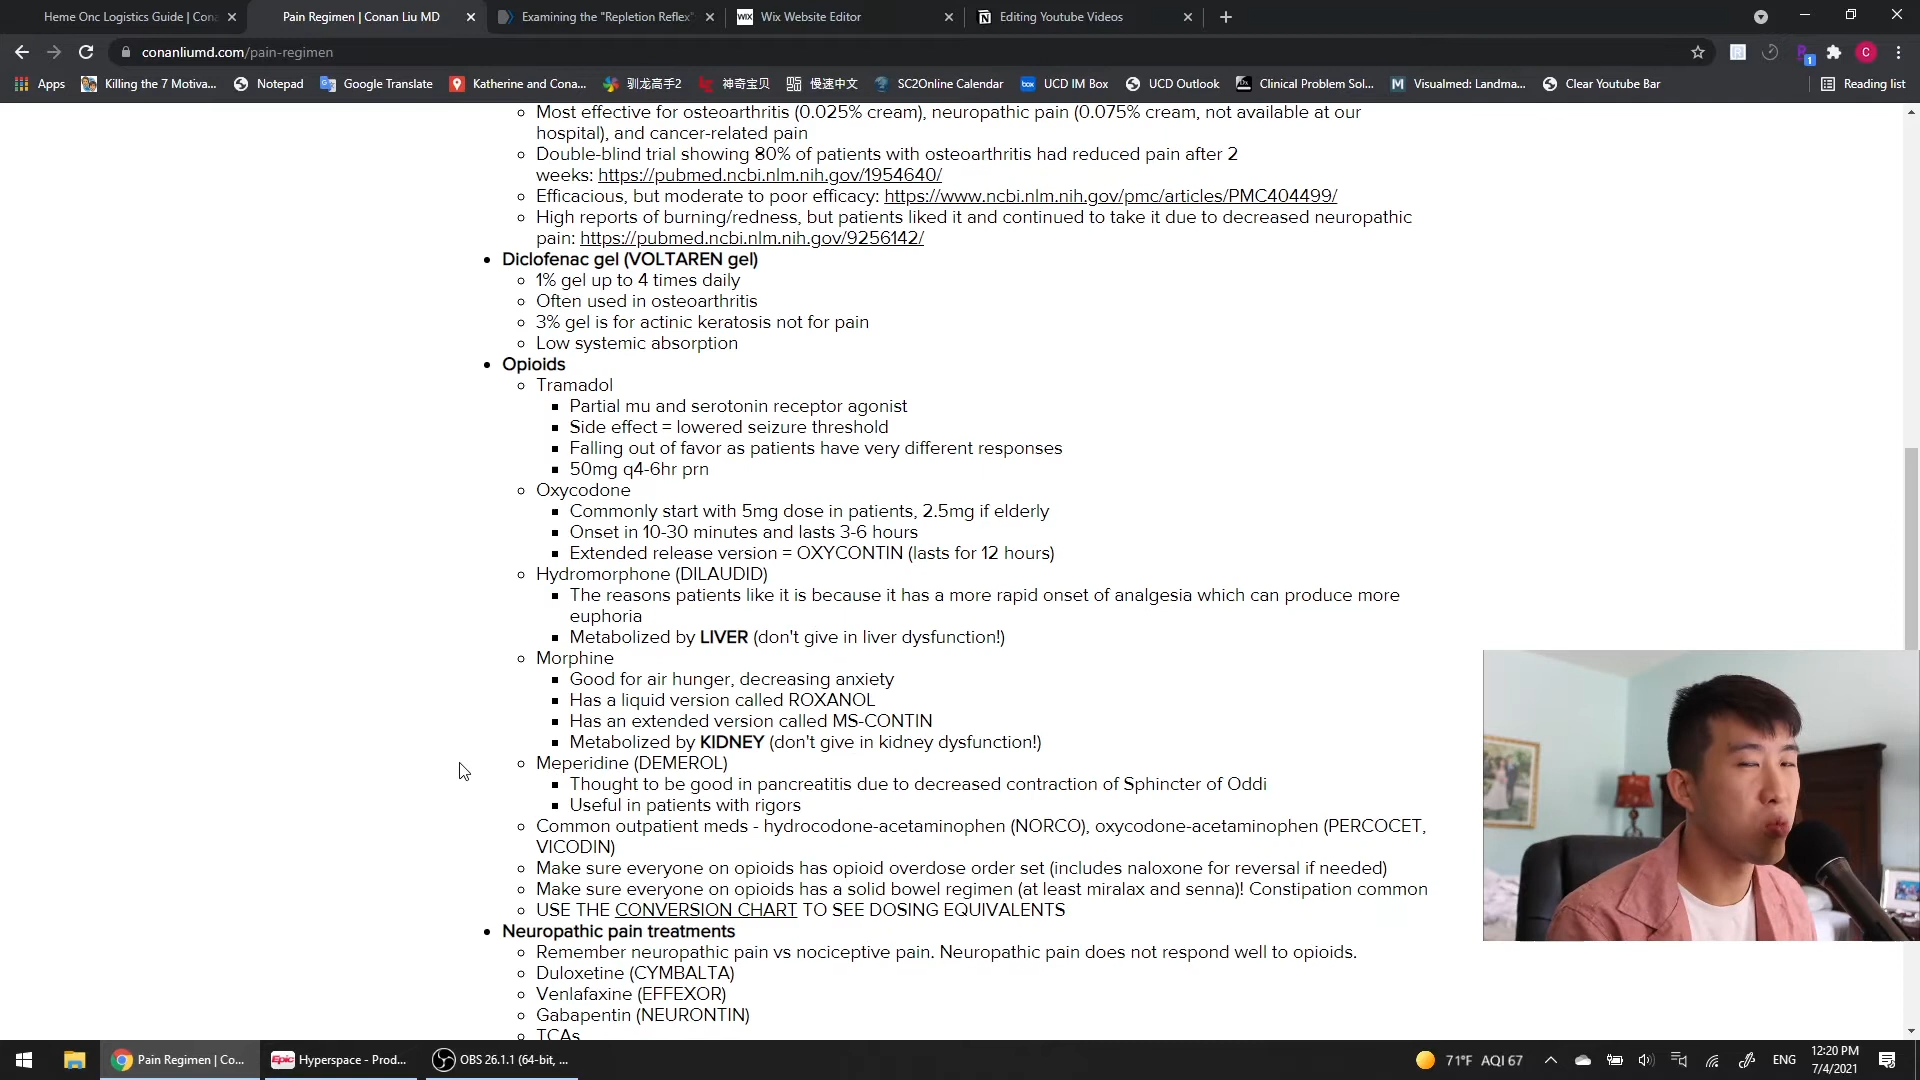 Heme Onc Logistics Guide | Con
Pain Regimen | Conan Liu MD
Examining the "Repletion Reflex"
WIX Wix Website Editor
Editing Youtube Videos
conanliumd.com/pain-regimen
C
1
Apps
Killing the 7 Motiva...
Notepad
Google Translate
Katherine and Cona...
驯龙高手2
神奇宝贝
慢速中文
SC2Online Calendar
box UCD IM Box
UCD Outlook
Clinical Problem Sol...
M Visualmed: Landma...
Clear Youtube Bar
Reading list
Most effective for osteoarthritis (0.025% cream), neuropathic pain (0.075% cream, not available at our
hospital), and cancer-related pain
Double-blind trial showing 80% of patients with osteoarthritis had reduced pain after 2
weeks: https://pubmed.ncbi.nlm.nih.gov/1954640/
Efficacious, but moderate to poor efficacy: https://www.ncbi.nlm.nih.gov/pmc/articles/PMC404499/
High reports of burning/redness, but patients liked it and continued to take it due to decreased neuropathic
pain: https://pubmed.ncbi.nlm.nih.gov/9256142/
Diclofenac gel (VOLTAREN gel)
1% gel up to 4 times daily
Often used in osteoarthritis
3% gel is for actinic keratosis not for pain
Low systemic absorption
Opioids
Tramadol
Partial mu and serotonin receptor agonist
Side effect = lowered seizure threshold
Falling out of favor as patients have very different responses
50mg q4-6hr prn
Oxycodone
Commonly start with 5mg dose in patients, 2.5mg if elderly
Onset in 10-30 minutes and lasts 3-6 hours
Extended release version = OXYCONTIN (lasts for 12 hours)
Hydromorphone (DILAUDID)
The reasons patients like it is because it has a more rapid onset of analgesia which can produce more
euphoria
Metabolized by LIVER (don't give in liver dysfunction!)
Morphine
Good for air hunger, decreasing anxiety
Has a liquid version called ROXANOL
Has an extended version called MS-CONTIN
Metabolized by KIDNEY (don't give in kidney dysfunction!)
Meperidine (DEMEROL)
Thought to be good in pancreatitis due to decreased contraction of Sphincter of Oddi
Useful in patients with rigors
Common outpatient meds - hydrocodone-acetaminophen (NORCO), oxycodone-acetaminophen (PERCOCET,
VICODIN)
Make sure everyone on opioids has opioid overdose order set (includes naloxone for reversal if needed)
Make sure everyone on opioids has a solid bowel regimen (at least miralax and senna)! Constipation common
USE THE CONVERSION CHART TO SEE DOSING EQUIVALENTS
Neuropathic pain treatments
Remember neuropathic pain vs nociceptive pain. Neuropathic pain does not respond well to opioids.
Duloxetine (CYMBALTA)
Venlafaxine (EFFEXOR)
Gabapentin (NEURONTIN)
TCAs
Pain Regimen | Co...
Epic Hyperspace - Prod...
OBS 26.1.1 (64-bit, ...
71°F AQI 67
ENG
12:20 PM
7/4/2021